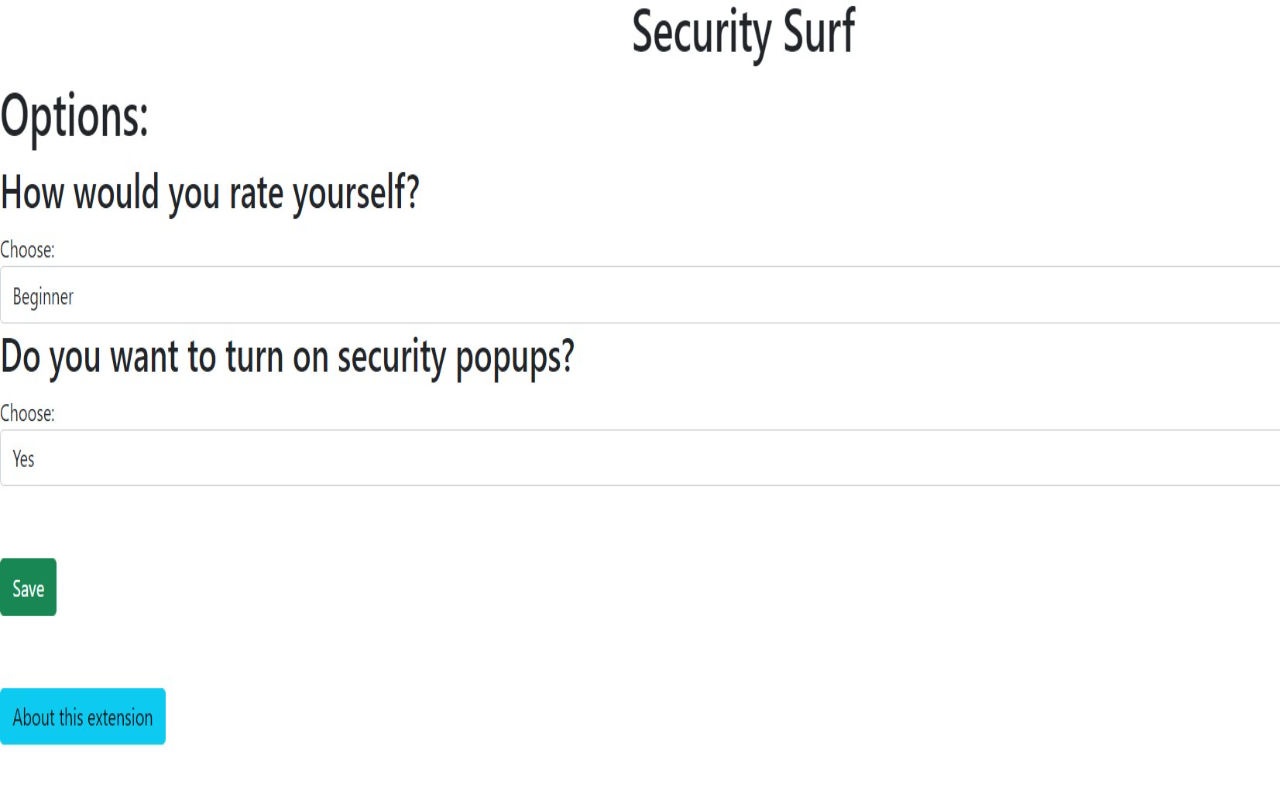 Security Surf
Options:
How would you rate yourself?
Choose:
Beginner
Do you want to turn on security popups?
Choose:
Yes
Save
About this extension